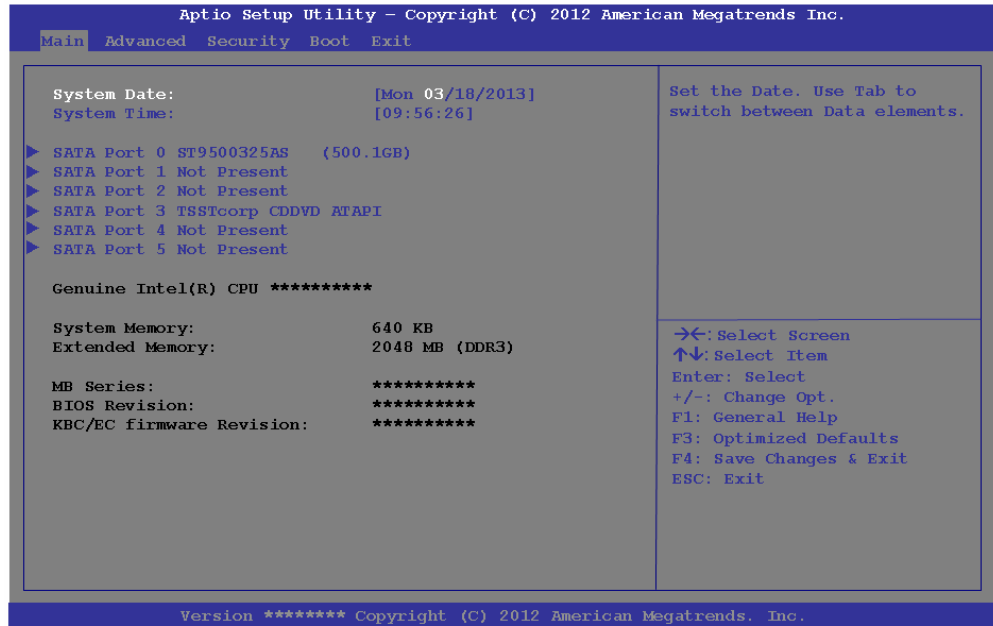 Aptio Setup Utility – Copyright (C) 2012 American Megatrends Inc.
Main Advanced Security Boot Exit
System Date: [Mon 03/18/2013]
System Time: [09:56:26]
SATA Port 0 ST9500325AS (500.1GB)
SATA Port 1 Not Present
SATA Port 2 Not Present
SATA Port 3 TSSTcorp CDDVD ATAPI
SATA Port 4 Not Present
SATA Port 5 Not Present
Genuine Intel(R) CPU **********
System Memory: 640 KB
Extended Memory: 2048 MB (DDR3)
MB Series: **********
BIOS Revision: **********
KBC/EC firmware Revision: **********
Set the Date. Use Tab to
switch between Data elements.
→←:Select Screen
↑↓:Select Item
Enter: Select
+/-: Change Opt.
F1: General Help
F3: Optimized Defaults
F4: Save Changes & Exit
ESC: Exit
Version ******** Copyright (C) 2012 American Megatrends. Inc.